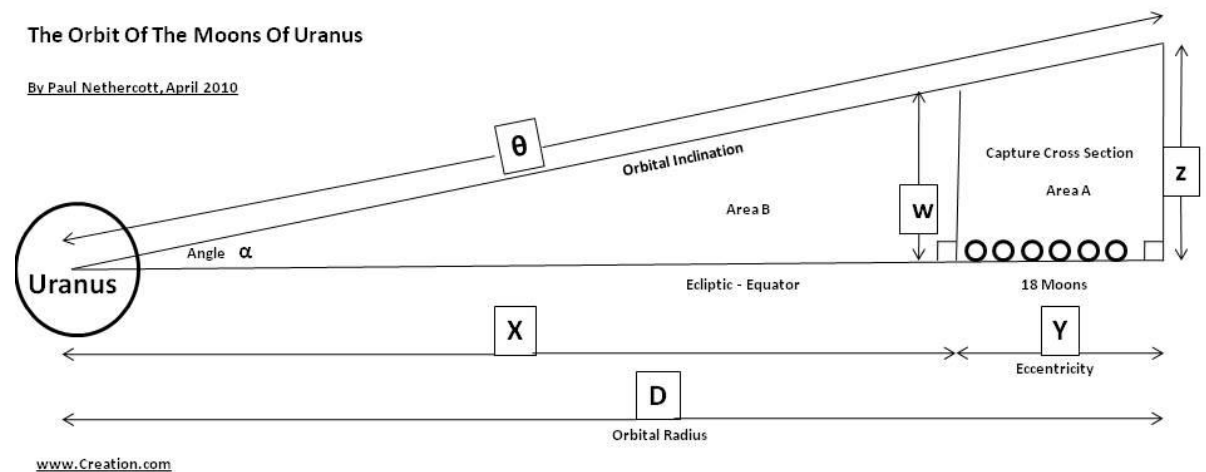 The Orbit Of The Moons Of Uranus
By Paul Nethercott, April 2010
θ
Orbital Inclination
Capture Cross Section
Area A
Z
Area B
W
Angle α
Uranus
Ecliptic - Equator
18 Moons
X
Y
Eccentricity
D
Orbital Radius
www.Creation.com